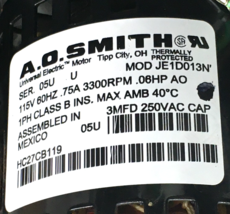 A.O.SMITH
Universal Electric™ Motor Tipp City, OH THERMALLY PROTECTED
SER. 05U U MOD JE1D013N
115V 60HZ .75A 3300RPM .06HP AO
1PH CLASS B INS. MAX AMB 40°C
ASSEMBLED IN 3MFD 250VAC CAP
MEXICO 05U
HC27CB119